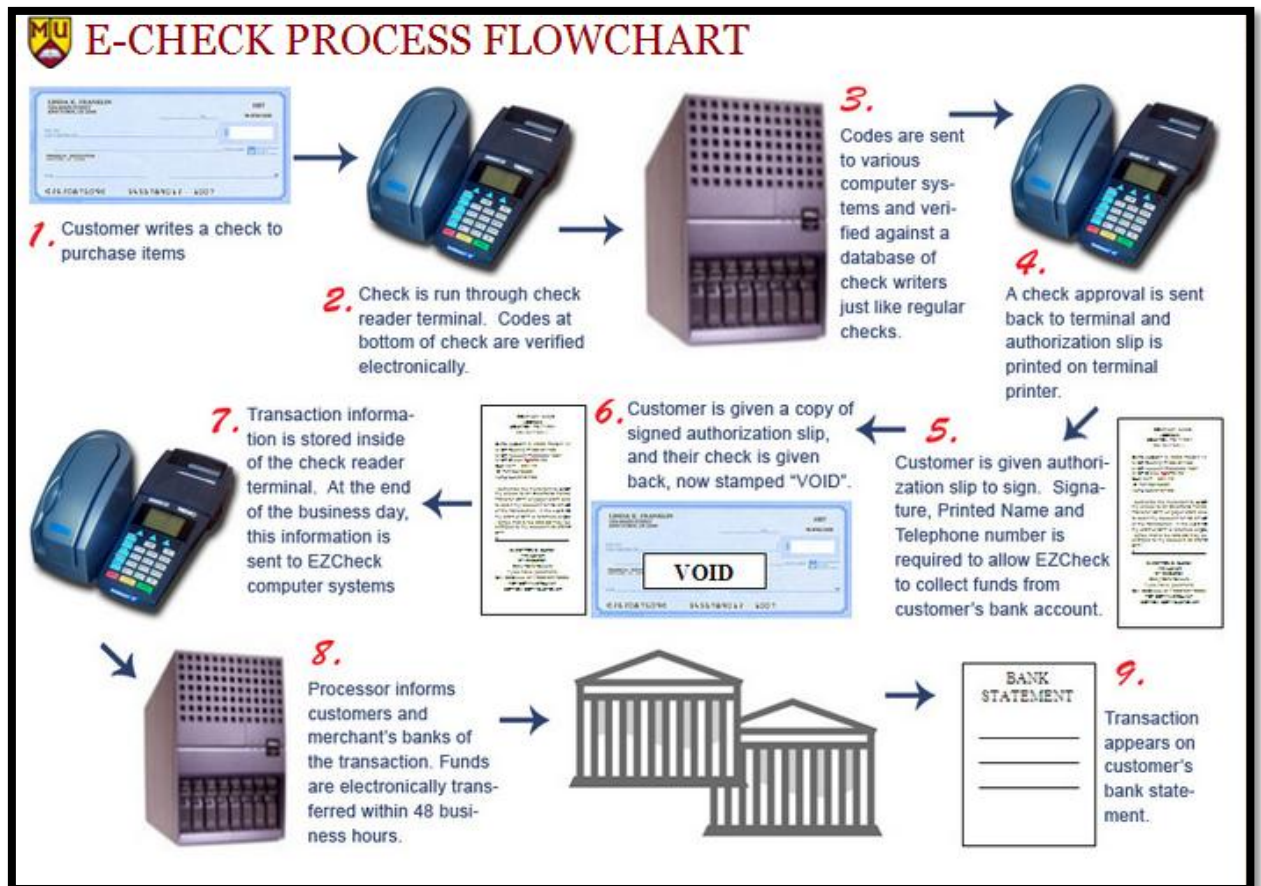 MU
E-CHECK PROCESS FLOWCHART
LINDA K. FRANKLIN
1. Customer writes a check to
purchase items
2. Check is run through check
reader terminal. Codes at
bottom of check are verified
electronically.
3.
Codes are sent
to various
computer sys-
tems and veri-
fied against a
database of
check writers
just like regular
checks.
4.
A check approval is sent
back to terminal and
authorization slip is
printed on terminal
printer.
5.
Customer is given authori-
zation slip to sign. Signa-
ture, Printed Name and
Telephone number is
required to allow EZCheck
to collect funds from
customer's bank account.
6. Customer is given a copy of
signed authorization slip,
and their check is given
back, now stamped "VOID".
LINDA K. FRANKLIN
VOID
7. Transaction informa-
tion is stored inside
of the check reader
terminal. At the end
of the business day,
this information is
sent to EZCheck
computer systems
8.
Processor informs
customers and
merchant's banks of
the transaction. Funds
are electronically trans-
ferred within 48 busi-
ness hours.
BANK
STATEMENT
9.
Transaction
appears on
customer's
bank state-
ment.